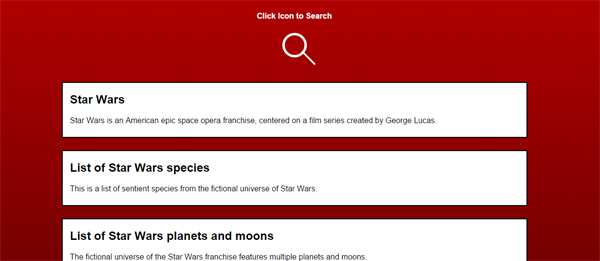 Click Icon to Search
Star Wars
Star Wars is an American epic space opera franchise, centered on a film series created by George Lucas.
List of Star Wars species
This is a list of sentient species from the fictional universe of Star Wars.
List of Star Wars planets and moons
The fictional universe of the Star Wars franchise features multiple planets and moons.